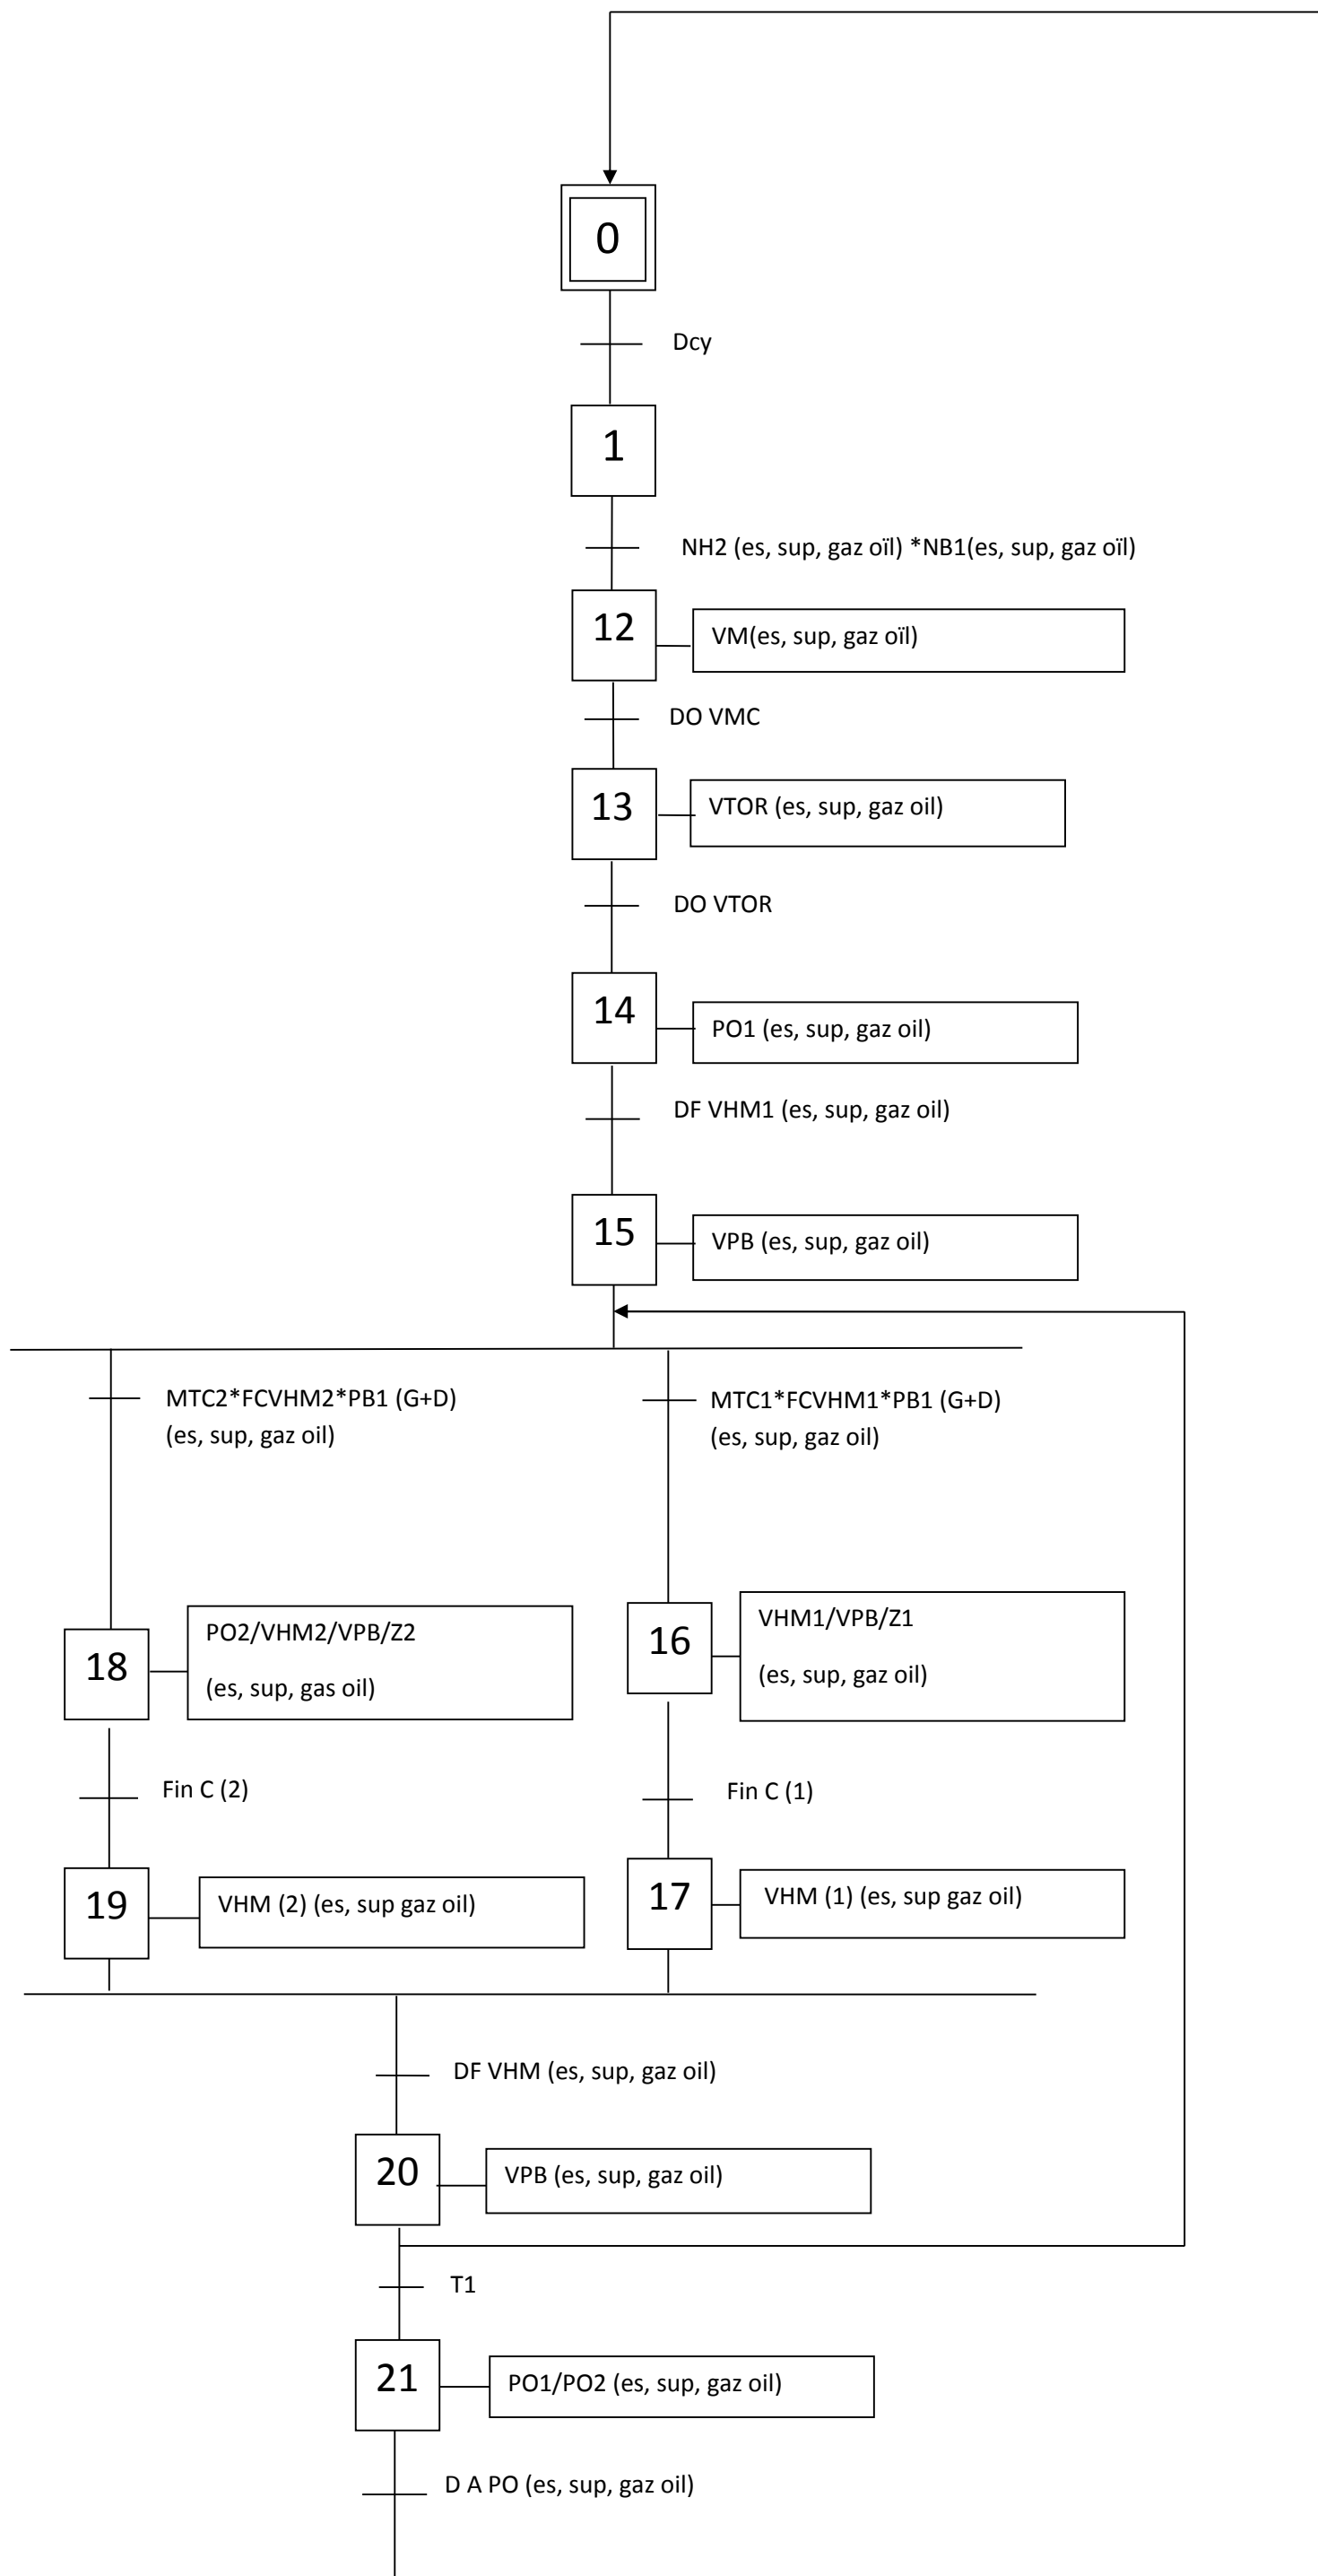 0
Dcy
1
NH2 (es, sup, gaz oïl) *NB1(es, sup, gaz oïl)
12
VM(es, sup, gaz oïl)
DO VMC
13
VTOR (es, sup, gaz oil)
DO VTOR
14
PO1 (es, sup, gaz oil)
DF VHM1 (es, sup, gaz oil)
15
VPB (es, sup, gaz oil)
MTC2*FCVHM2*PB1 (G+D)
(es, sup, gaz oil)
MTC1*FCVHM1*PB1 (G+D)
(es, sup, gaz oil)
18
PO2/VHM2/VPB/Z2
(es, sup, gas oil)
16
VHM1/VPB/Z1
(es, sup, gaz oil)
Fin C (2)
Fin C (1)
19
VHM (2) (es, sup gaz oil)
17
VHM (1) (es, sup gaz oil)
DF VHM (es, sup, gaz oil)
20
VPB (es, sup, gaz oil)
T1
21
PO1/PO2 (es, sup, gaz oil)
D A PO (es, sup, gaz oil)